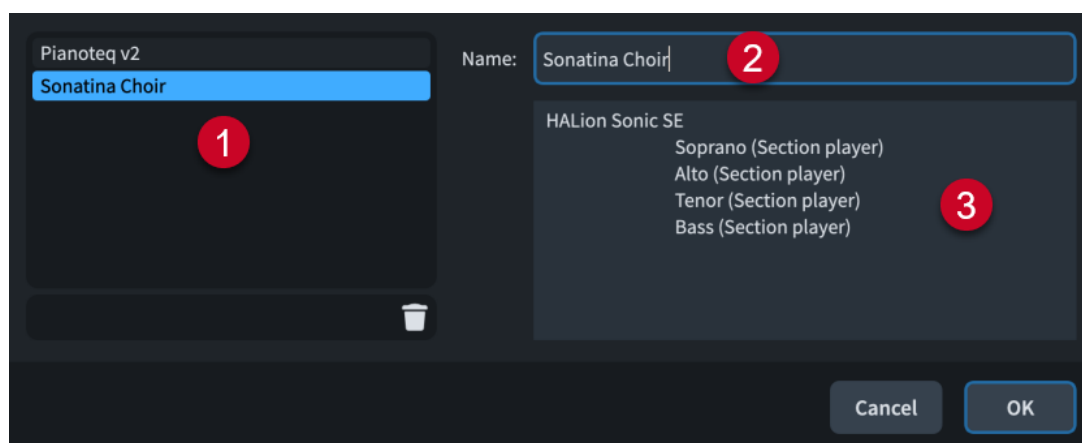 Pianoteq v2
Sonatina Choir
1
Name:
Sonatina Choir
2
HALion Sonic SE
Soprano (Section player)
Alto (Section player)
Tenor (Section player)
Bass (Section player)
3
Cancel
OK